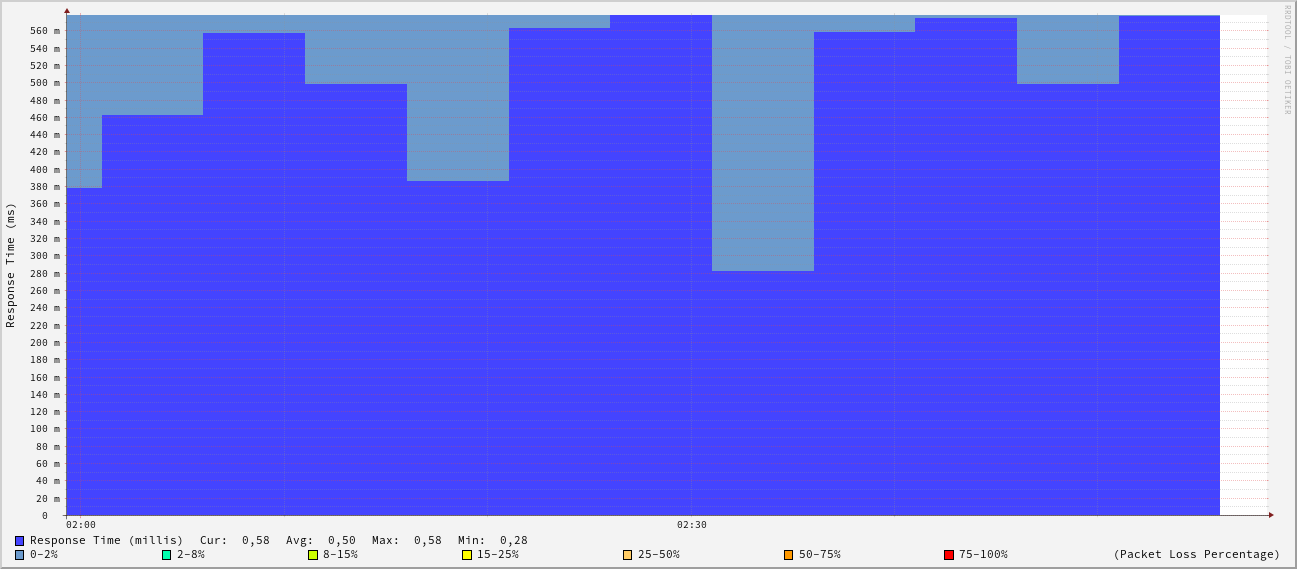 RRDTOOL / TOBI OETIKER
Response Time (ms)
560 m
540 m
520 m
500 m
480 m
460 m
440 m
420 m
400 m
380 m
360 m
340 m
320 m
300 m
280 m
260 m
240 m
220 m
200 m
180 m
160 m
140 m
120 m
100 m
80 m
60 m
40 m
20 m
0
02:00 02:30
Response Time (millis) Cur: 0,58 Avg: 0,50 Max: 0,58 Min: 0,28
0-2% 2-8% 8-15% 15-25% 25-50% 50-75% 75-100% (Packet Loss Percentage)